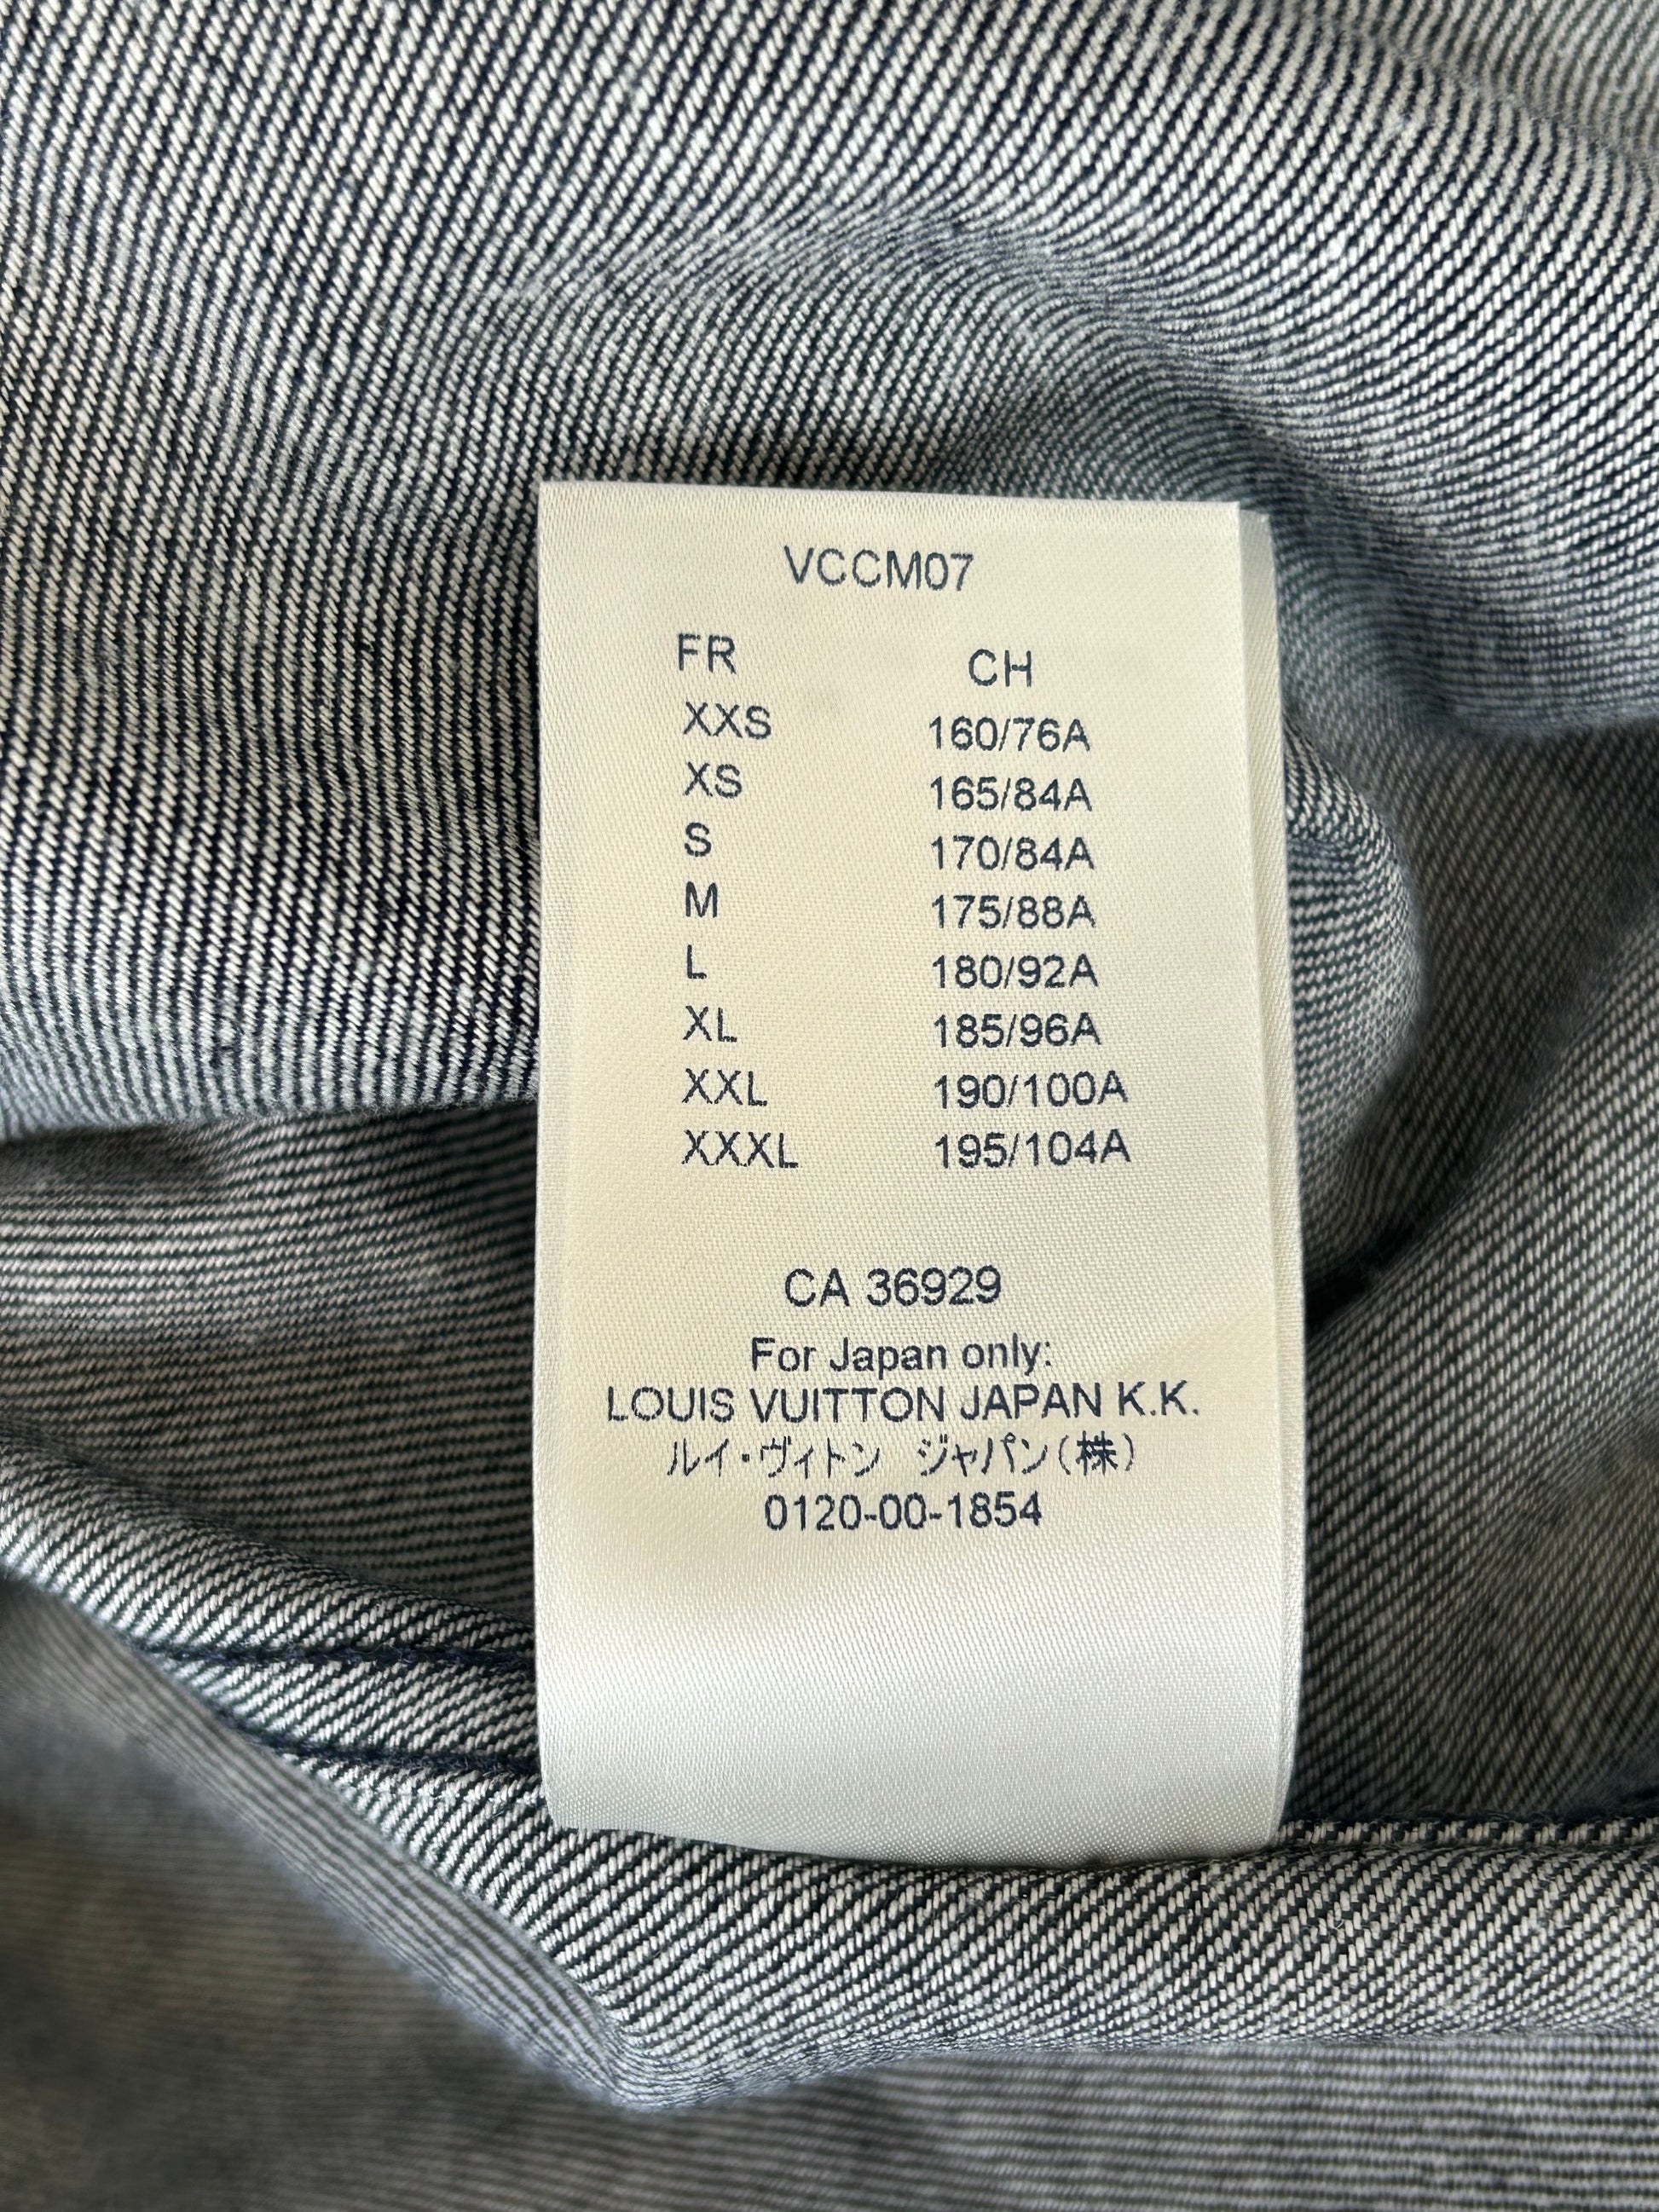 VCCM07
FR CH
XXS 160/76A
XS 165/84A
S 170/84A
M 175/88A
L 180/92A
XL 185/96A
XXL 190/100A
XXXL 195/104A
CA 36929
For Japan only:
LOUIS VUITTON JAPAN K.K.
ルイ・ヴィトン ジャパン(株)
0120-00-1854